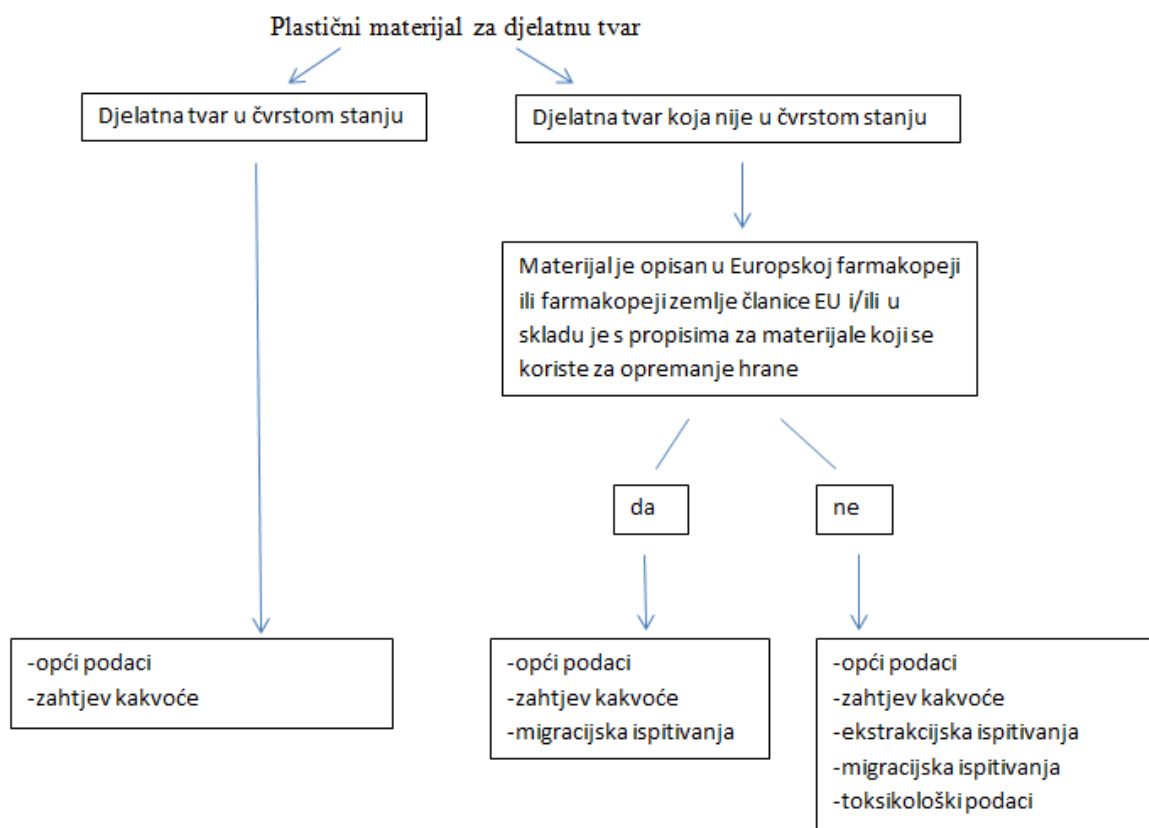 Plastični materijal za djelatnu tvar
Djelatna tvar u čvrstom stanju
Djelatna tvar koja nije u čvrstom stanju
Materijal je opisan u Europskoj farmakopeji
ili farmakopeji zemlje članice EU i/ili u
skladu je s propisima za materijale koji se
koriste za opremanje hrane
da
ne
-opći podaci
-zahtjev kakvoće
-opći podaci
-zahtjev kakvoće
-migracijska ispitivanja
-opći podaci
-zahtjev kakvoće
-ekstrakcijska ispitivanja
-migracijska ispitivanja
-toksikološki podaci